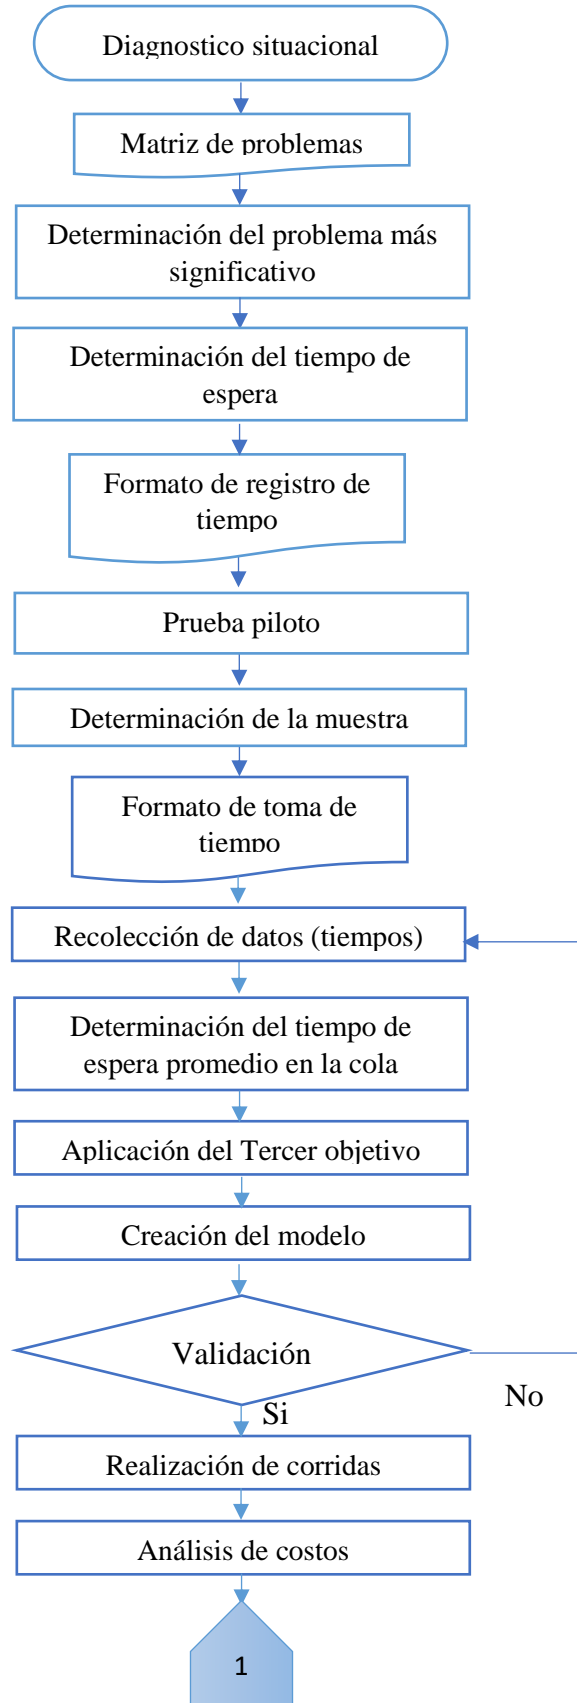 Diagnostico situacional
Matriz de problemas
Determinación del problema más
significativo
Determinación del tiempo de
espera
Formato de registro de
tiempo
Prueba piloto
Determinación de la muestra
Formato de toma de
tiempo
Recolección de datos (tiempos)
Determinación del tiempo de
espera promedio en la cola
Aplicación del Tercer objetivo
Creación del modelo
Validación
No
Si
Realización de corridas
Análisis de costos
1